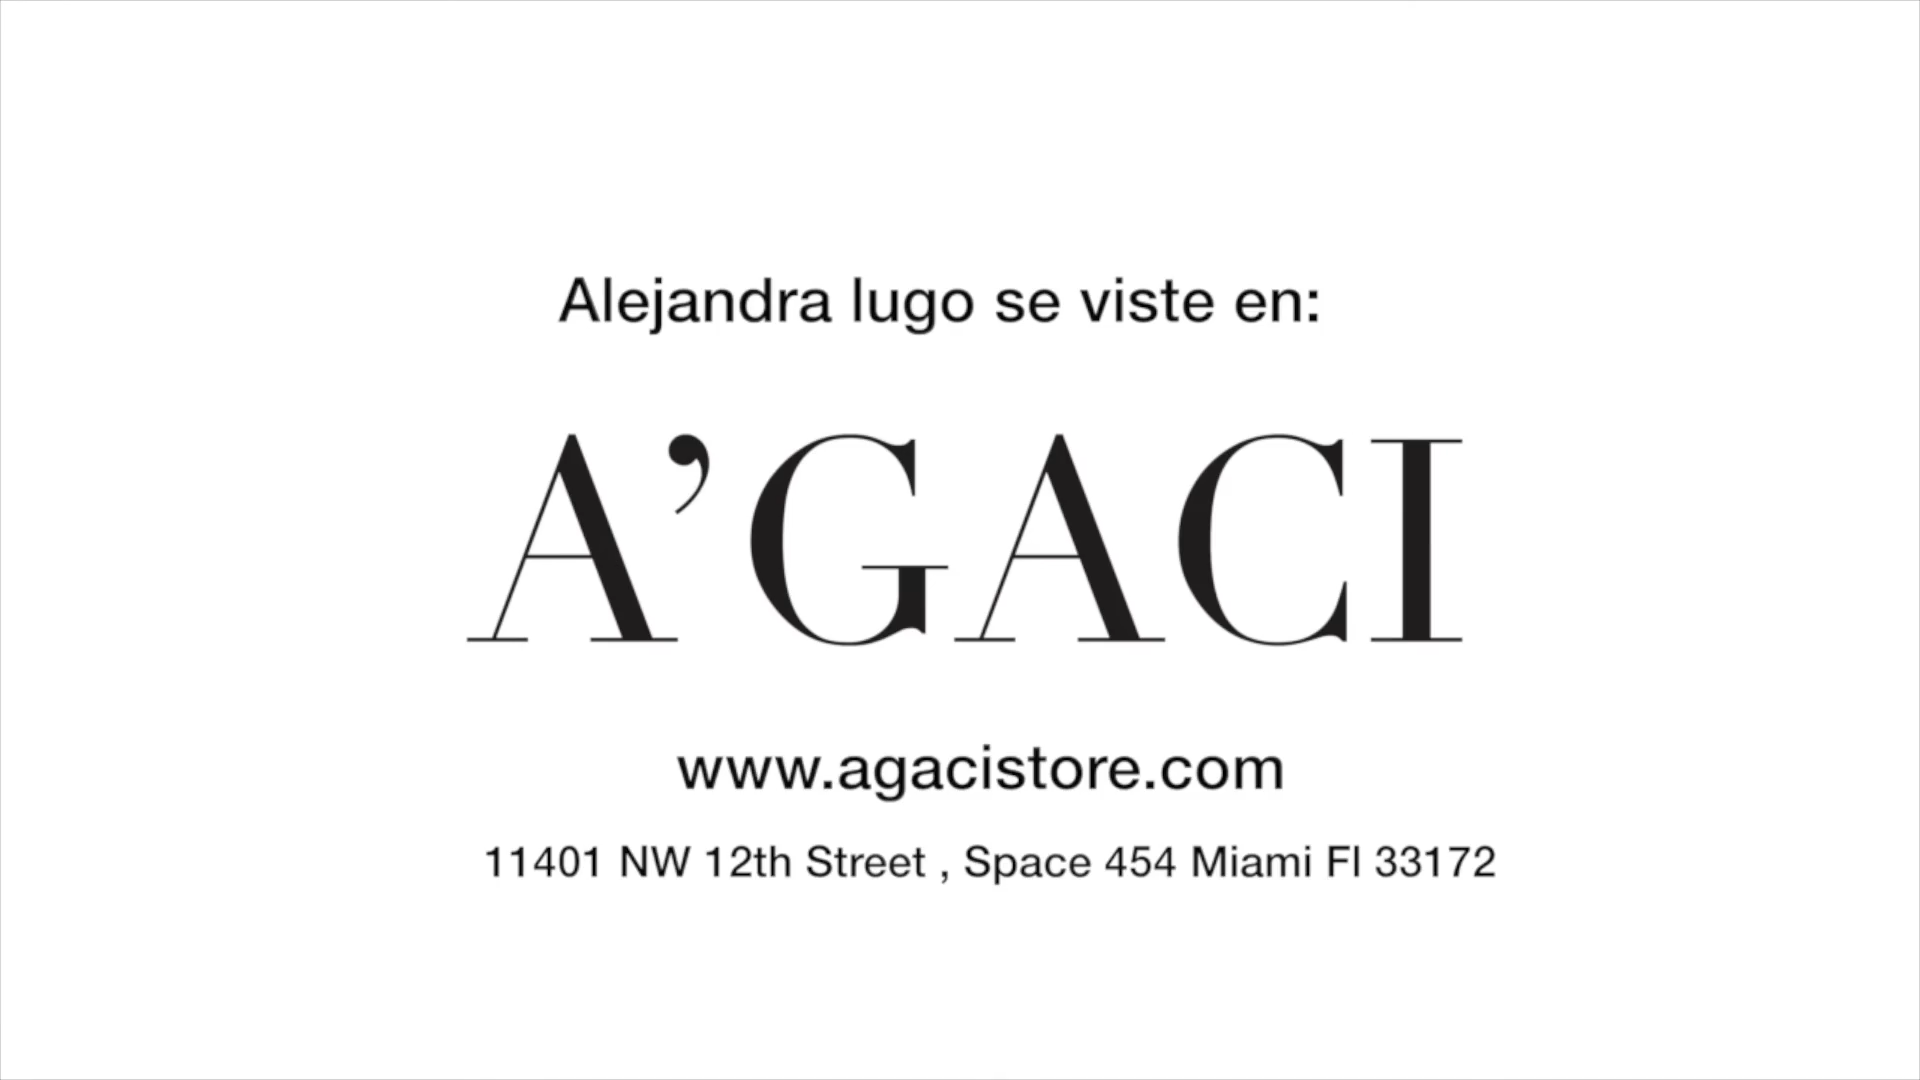 Alejandra lugo se viste en:
A’GACI
www.agacistore.com
11401 NW 12th Street , Space 454 Miami Fl 33172